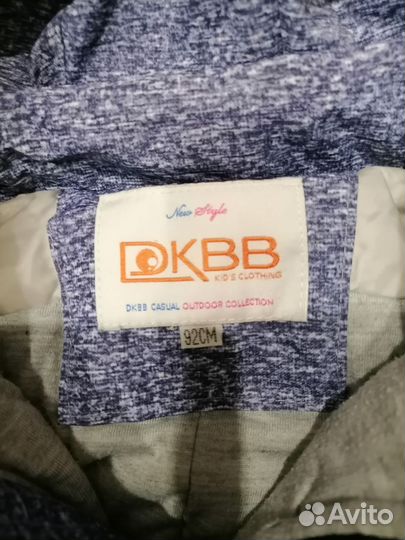 New Style
DKBB
KID'S CLOTHING
DKBB CASUAL OUTDOOR COLLECTION
92CM
Avito